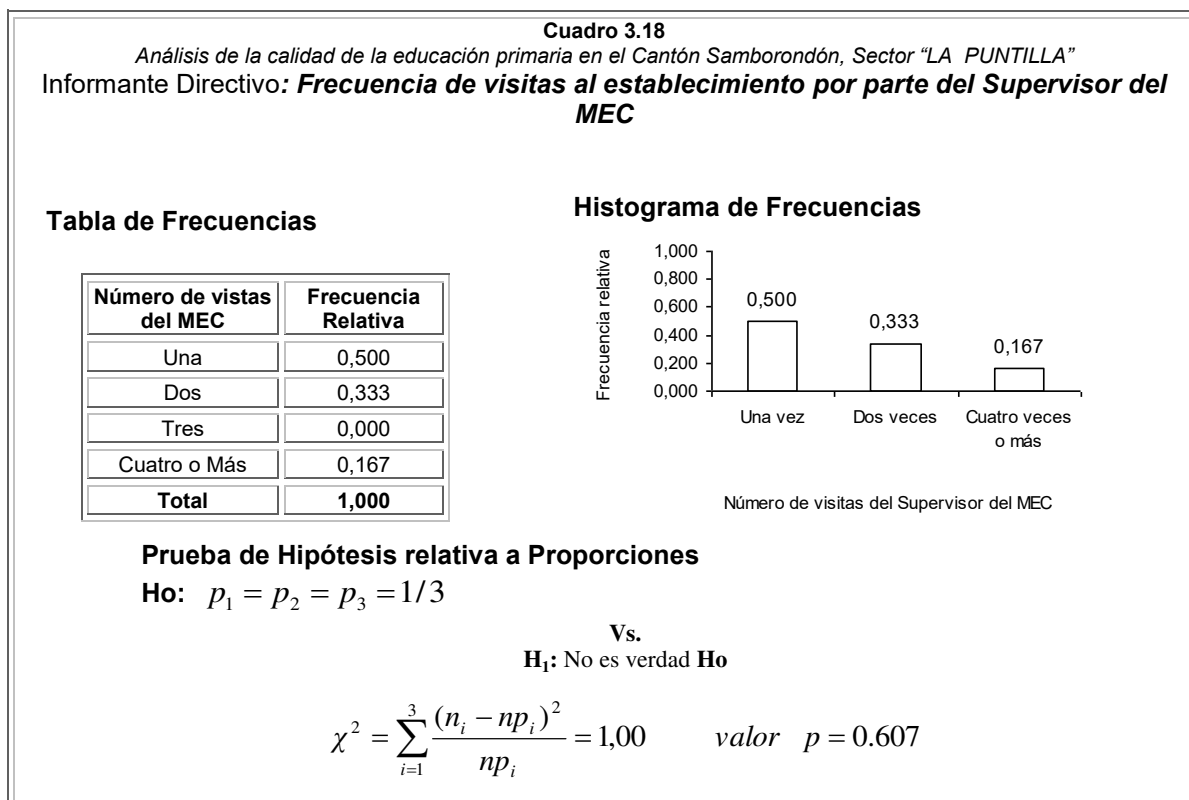 Cuadro 3.18
Análisis de la calidad de la educación primaria en el Cantón Samborondón, Sector “LA PUNTILLA”
Informante Directivo: Frecuencia de visitas al establecimiento por parte del Supervisor del
MEC
Tabla de Frecuencias
Número de vistas del MEC Frecuencia Relativa
Una 0,500
Dos 0,333
Tres 0,000
Cuatro o Más 0,167
Total 1,000
Histograma de Frecuencias
Frecuencia relativa
1,000
0,800
0,600
0,400
0,200
0,000
0,500
0,333
0,167
Una vez Dos veces Cuatro veces
o más
Número de visitas del Supervisor del MEC
Prueba de Hipótesis relativa a Proporciones
Ho: p₁ = p₂ = p₃ = 1/3
Vs.
H₁: No es verdad Ho
χ² = ∑_{i=1}^{3} (n_i − np_i)² / np_i = 1,00 valor p = 0.607